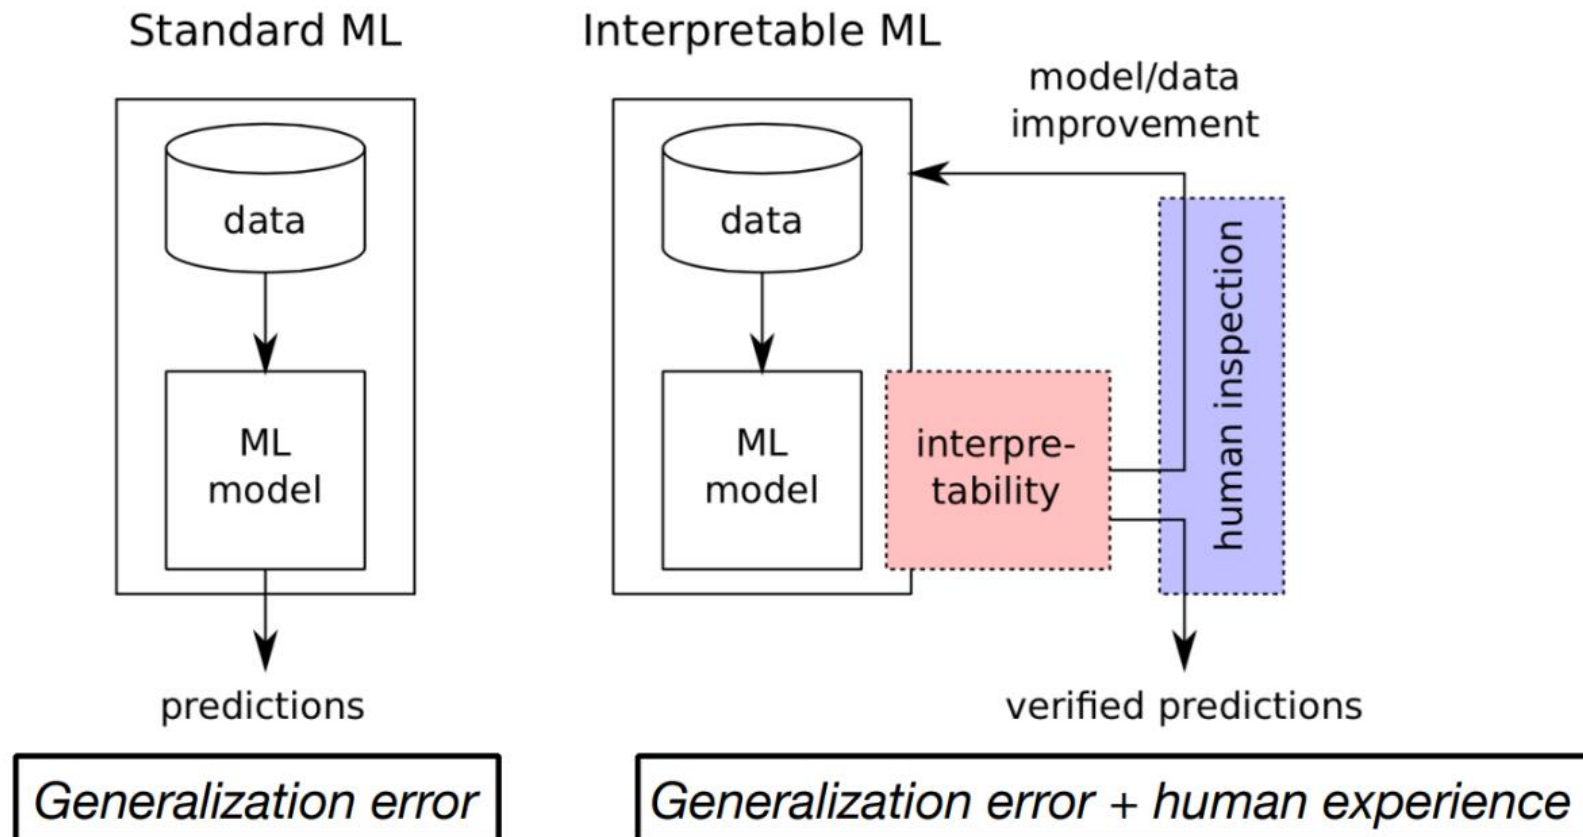 Standard ML
data
ML
model
predictions
Generalization error
Interpretable ML
model/data
improvement
data
ML
model
interpre-
tability
human inspection
verified predictions
Generalization error + human experience